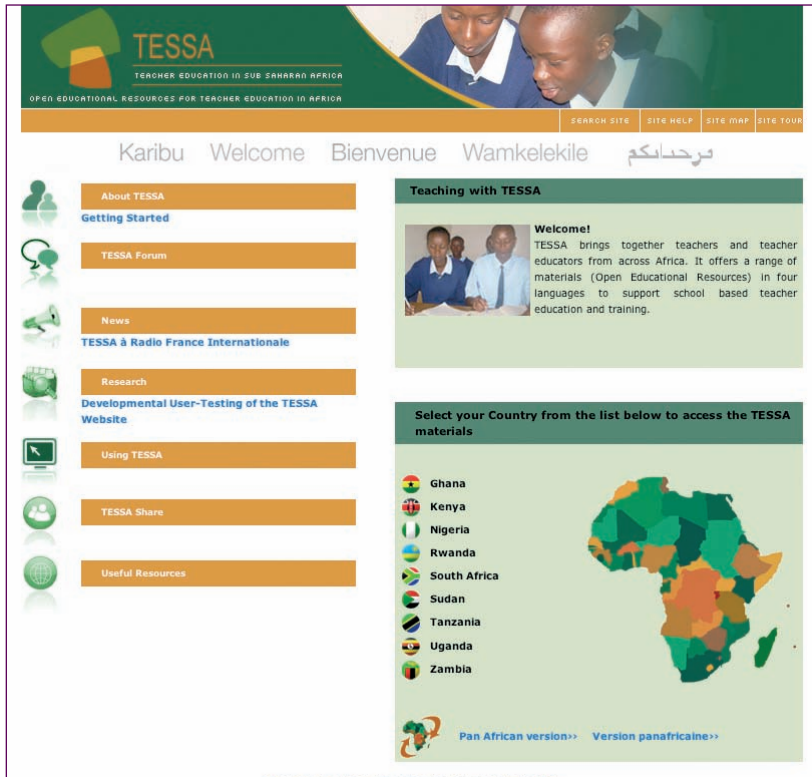 TESSA
TEACHER EDUCATION IN SUB SAHARAN AFRICA
OPEN EDUCATIONAL RESOURCES FOR TEACHER EDUCATION IN AFRICA
SEARCH SITE SITE HELP SITE MAP SITE TOUR
Karibu Welcome Bienvenue Wamkelekile
About TESSA
Getting Started
TESSA Forum
News
TESSA à Radio France Internationale
Research
Developmental User-Testing of the TESSA
Website
Using TESSA
TESSA Share
Useful Resources
Teaching with TESSA
Welcome!
TESSA brings together teachers and teacher
educators from across Africa. It offers a range of
materials (Open Educational Resources) in four
languages to support school based teacher
education and training.
Select your Country from the list below to access the TESSA
materials
Ghana
Kenya
Nigeria
Rwanda
South Africa
Sudan
Tanzania
Uganda
Zambia
Pan African version>> Version panafricaine>>